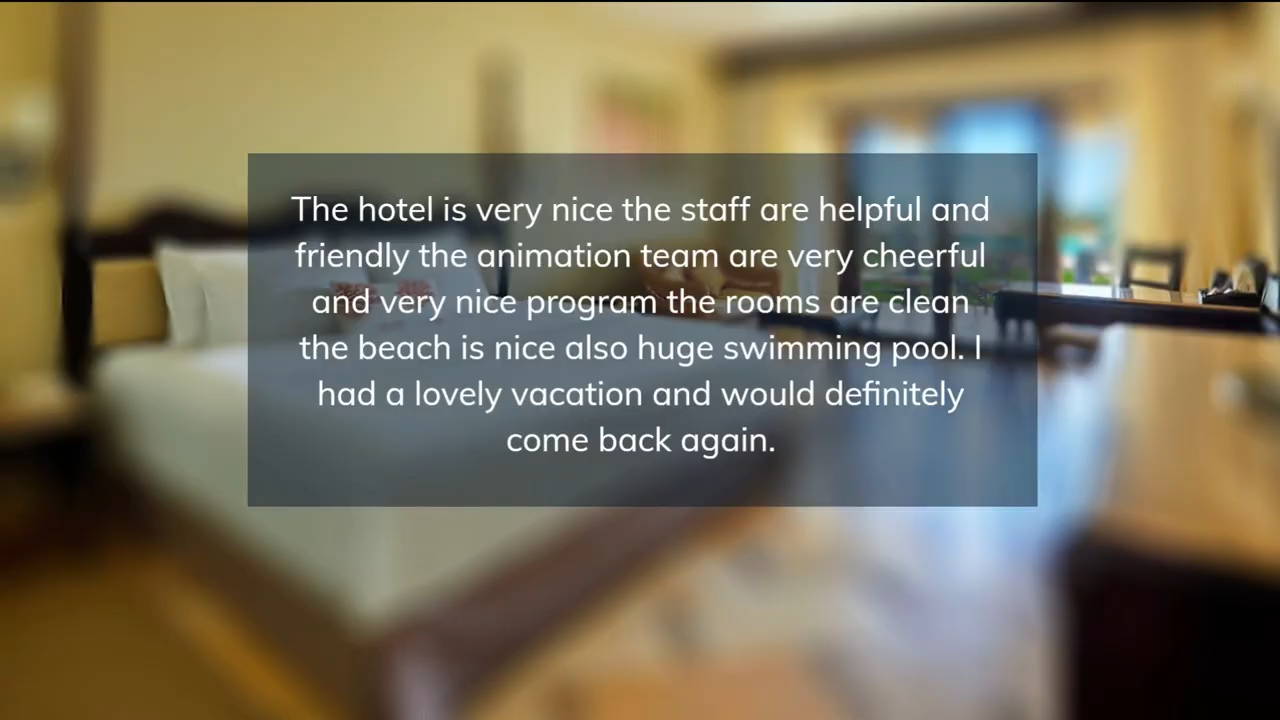 The hotel is very nice the staff are helpful and
friendly the animation team are very cheerful
and very nice program the rooms are clean
the beach is nice also huge swimming pool. I
had a lovely vacation and would definitely
come back again.